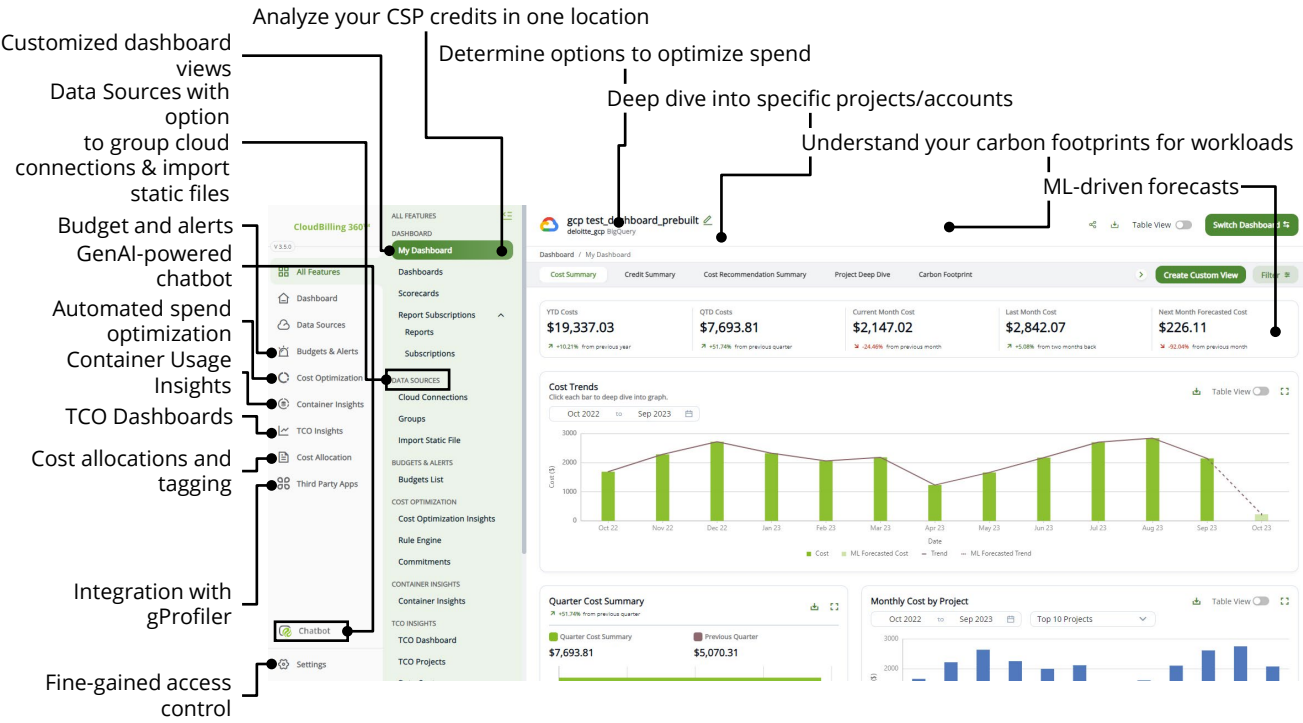 Analyze your CSP credits in one location
Customized dashboard
views
Determine options to optimize spend
Data Sources with
option
to group cloud
connections & import
static files
Deep dive into specific projects/accounts
Understand your carbon footprints for workloads
ML-driven forecasts
Budget and alerts
GenAI-powered
chatbot
Automated spend
optimization
Container Usage
Insights
TCO Dashboards
Cost allocations and
tagging
Integration with
gProfiler
Fine-gained access
control
CloudBilling 360™
V 3.5.0
All Features
Dashboard
Data Sources
Budgets & Alerts
Cost Optimization
Container Insights
TCO Insights
Cost Allocation
Third Party Apps
Chatbot
Settings
ALL FEATURES
DASHBOARD
My Dashboard
Dashboards
Scorecards
Report Subscriptions
Reports
Subscriptions
DATA SOURCES
Cloud Connections
Groups
Import Static File
BUDGETS & ALERTS
Budgets List
COST OPTIMIZATION
Cost Optimization Insights
Rule Engine
Commitments
CONTAINER INSIGHTS
Container Insights
TCO INSIGHTS
TCO Dashboard
TCO Projects
gcp test_dashboard_prebuilt
deloitte_gcp BigQuery
Table View
Switch Dashboard
Dashboard / My Dashboard
Cost Summary Credit Summary Cost Recommendation Summary Project Deep Dive Carbon Footprint
Create Custom View
Filter
YTD Costs
$19,337.03
+10.21% from previous year
QTD Costs
$7,693.81
+51.74% from previous quarter
Current Month Cost
$2,147.02
-24.46% from previous month
Last Month Cost
$2,842.07
+5.08% from two months back
Next Month Forecasted Cost
$226.11
-92.04% from previous month
Cost Trends
Click each bar to deep dive into graph.
Table View
Oct 2022 to Sep 2023
3000
2000
1000
0
Cost ($)
Oct 22 Nov 22 Dec 22 Jan 23 Feb 23 Mar 23 Apr 23 May 23 Jun 23 Jul 23 Aug 23 Sep 23 Oct 23
Date
Cost ML Forecasted Cost Trend ML Forecasted Trend
Quarter Cost Summary
+51.74% from previous quarter
Quarter Cost Summary
$7,693.81
Previous Quarter
$5,070.31
Monthly Cost by Project
Table View
Oct 2022 to Sep 2023
Top 10 Projects
3000
2000
($)